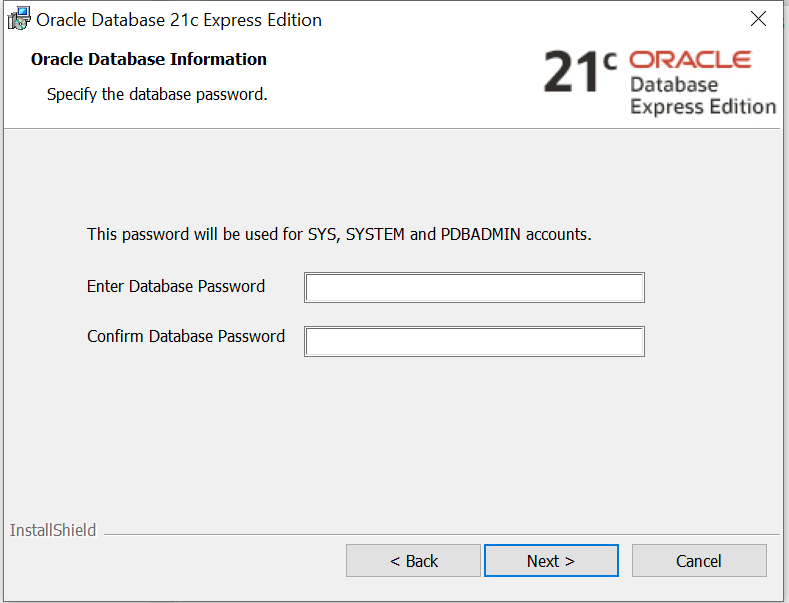 Oracle Database 21c Express Edition
Oracle Database Information
Specify the database password.
21c ORACLE
Database
Express Edition
This password will be used for SYS, SYSTEM and PDBADMIN accounts.
Enter Database Password
Confirm Database Password
InstallShield
< Back Next > Cancel